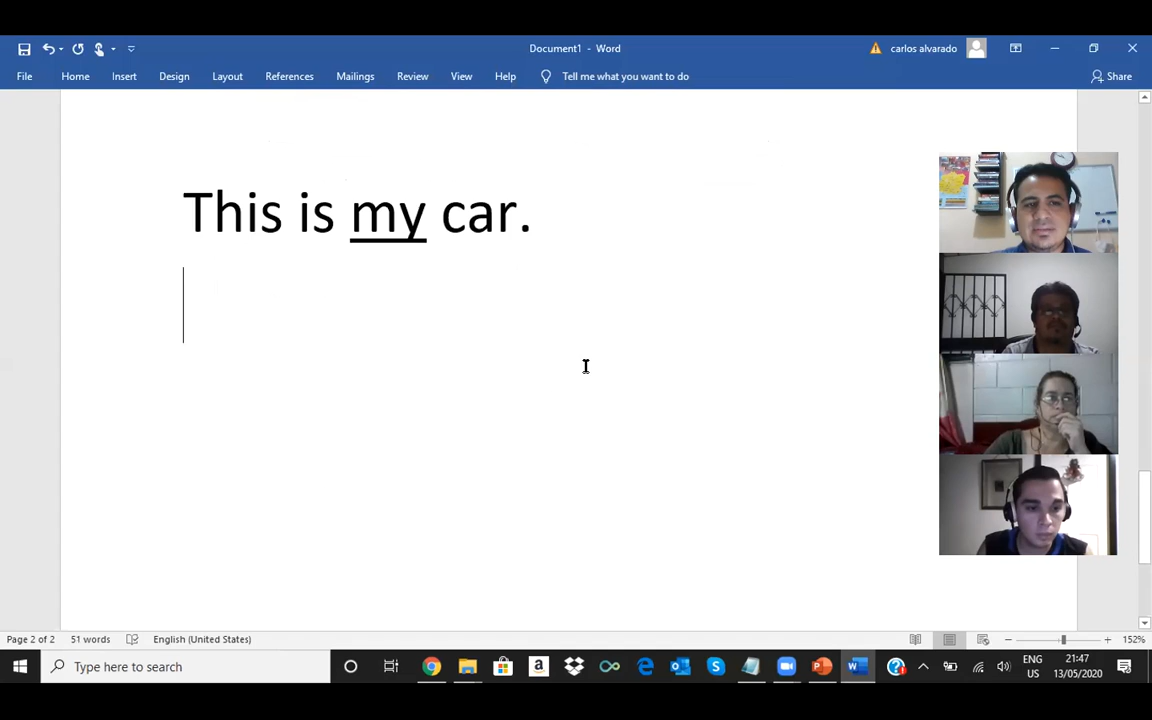 Document1 - Word
carlos alvarado
File Home Insert Design Layout References Mailings Review View Help Tell me what you want to do Share
This is my car.
Page 2 of 2 51 words English (United States) 152%
Type here to search
ENG
US
21:47
13/05/2020